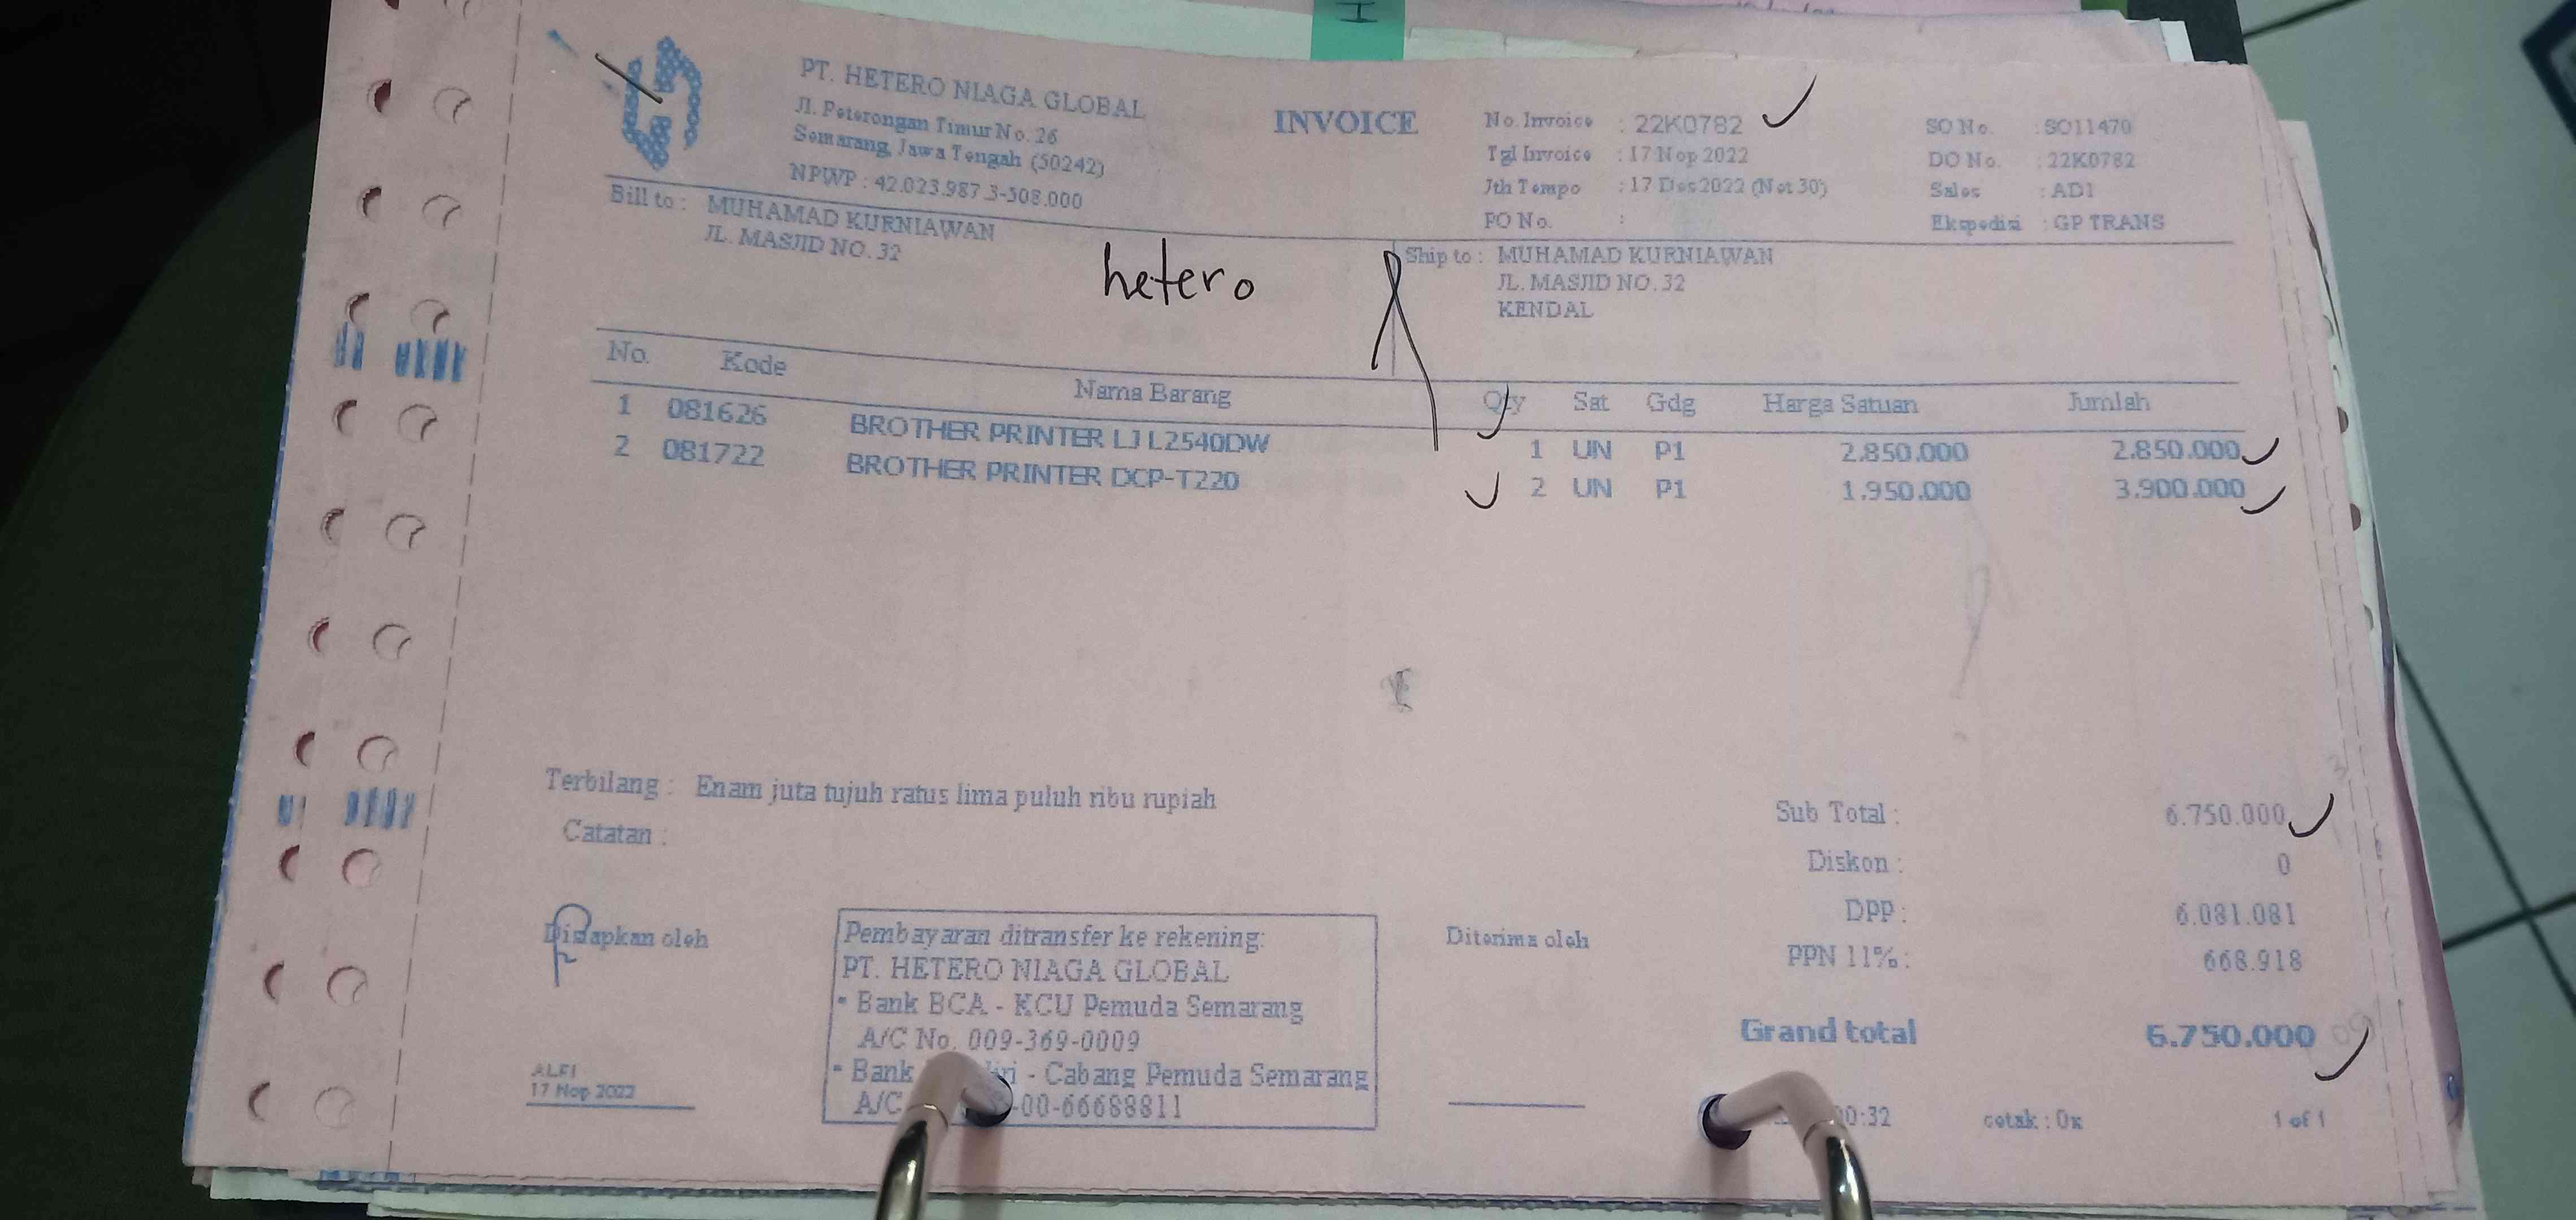 PT. HETERO NIAGA GLOBAL
Jl. Peterongan Timur No. 26
Semarang, Jawa Tengah (50242)
NPWP : 42.023.987.3-508.000
INVOICE
No. Invoice : 22K0782
Tgl Invoice : 17 Nop 2022
Jth Tempo : 17 Des 2022 (Net 30)
PO No. :
SO No. : SO11470
DO No. : 22K0782
Sales : ADI
Ekspedisi : GP TRANS
Bill to : MUHAMAD KURNIAWAN
JL. MASJID NO. 32
hetero
Ship to : MUHAMAD KURNIAWAN
JL. MASJID NO. 32
KENDAL
No. Kode Nama Barang Qty Sat Gdg Harga Satuan Jumlah
1 081626 BROTHER PRINTER LJ L2540DW 1 UN P1 2.850.000 2.850.000
2 081722 BROTHER PRINTER DCP-T220 2 UN P1 1.950.000 3.900.000
Terbilang : Enam juta tujuh ratus lima puluh ribu rupiah
Catatan :
Sub Total : 6.750.000
Diskon : 0
DPP : 6.081.081
PPN 11% : 668.918
Grand total 6.750.000
Disiapkan oleh
ALFI
17 Nop 2022
Pembayaran ditransfer ke rekening:
PT. HETERO NIAGA GLOBAL
- Bank BCA - KCU Pemuda Semarang
A/C No. 009-369-0009
- Bank - Cabang Pemuda Semarang
A/C -00-66688811
Diterima oleh
0:32
cetak : 0x
1 of 1